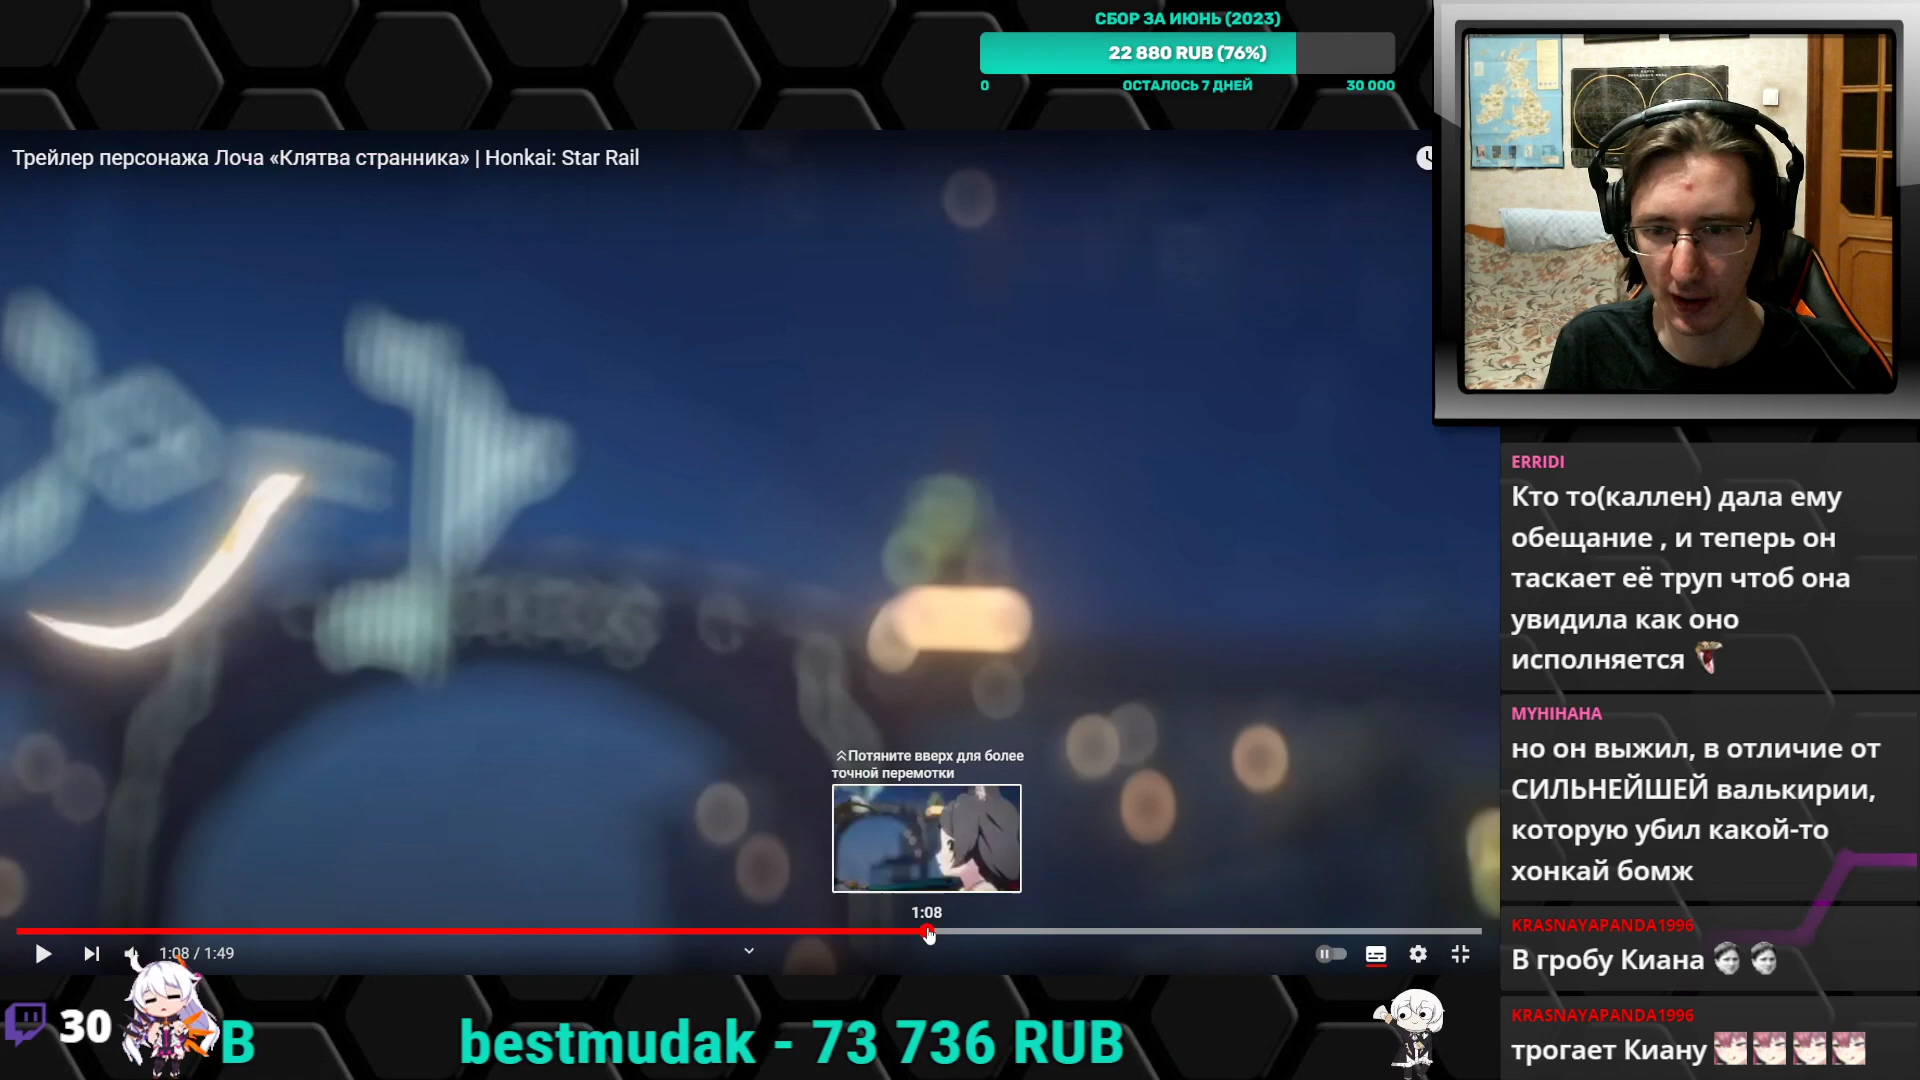 СБОР ЗА ИЮНЬ (2023)
22 880 RUB (76%)
0 ОСТАЛОСЬ 7 ДНЕЙ 30 000
Трейлер персонажа Лоча «Клятва странника» | Honkai: Star Rail
ERRIDI
Кто то(каллен) дала ему
обещание , и теперь он
таскает её труп чтоб она
увидила как оно
исполняется
MYHIHAHA
но он выжил, в отличие от
СИЛЬНЕЙШЕЙ валькирии,
которую убил какой-то
хонкай бомж
KRASNAYAPANDA1996
В гробу Киана
KRASNAYAPANDA1996
трогает Киану
Потяните вверх для более
точной перемотки
1:08
1:08 / 1:49
30
B
bestmudak - 73 736 RUB